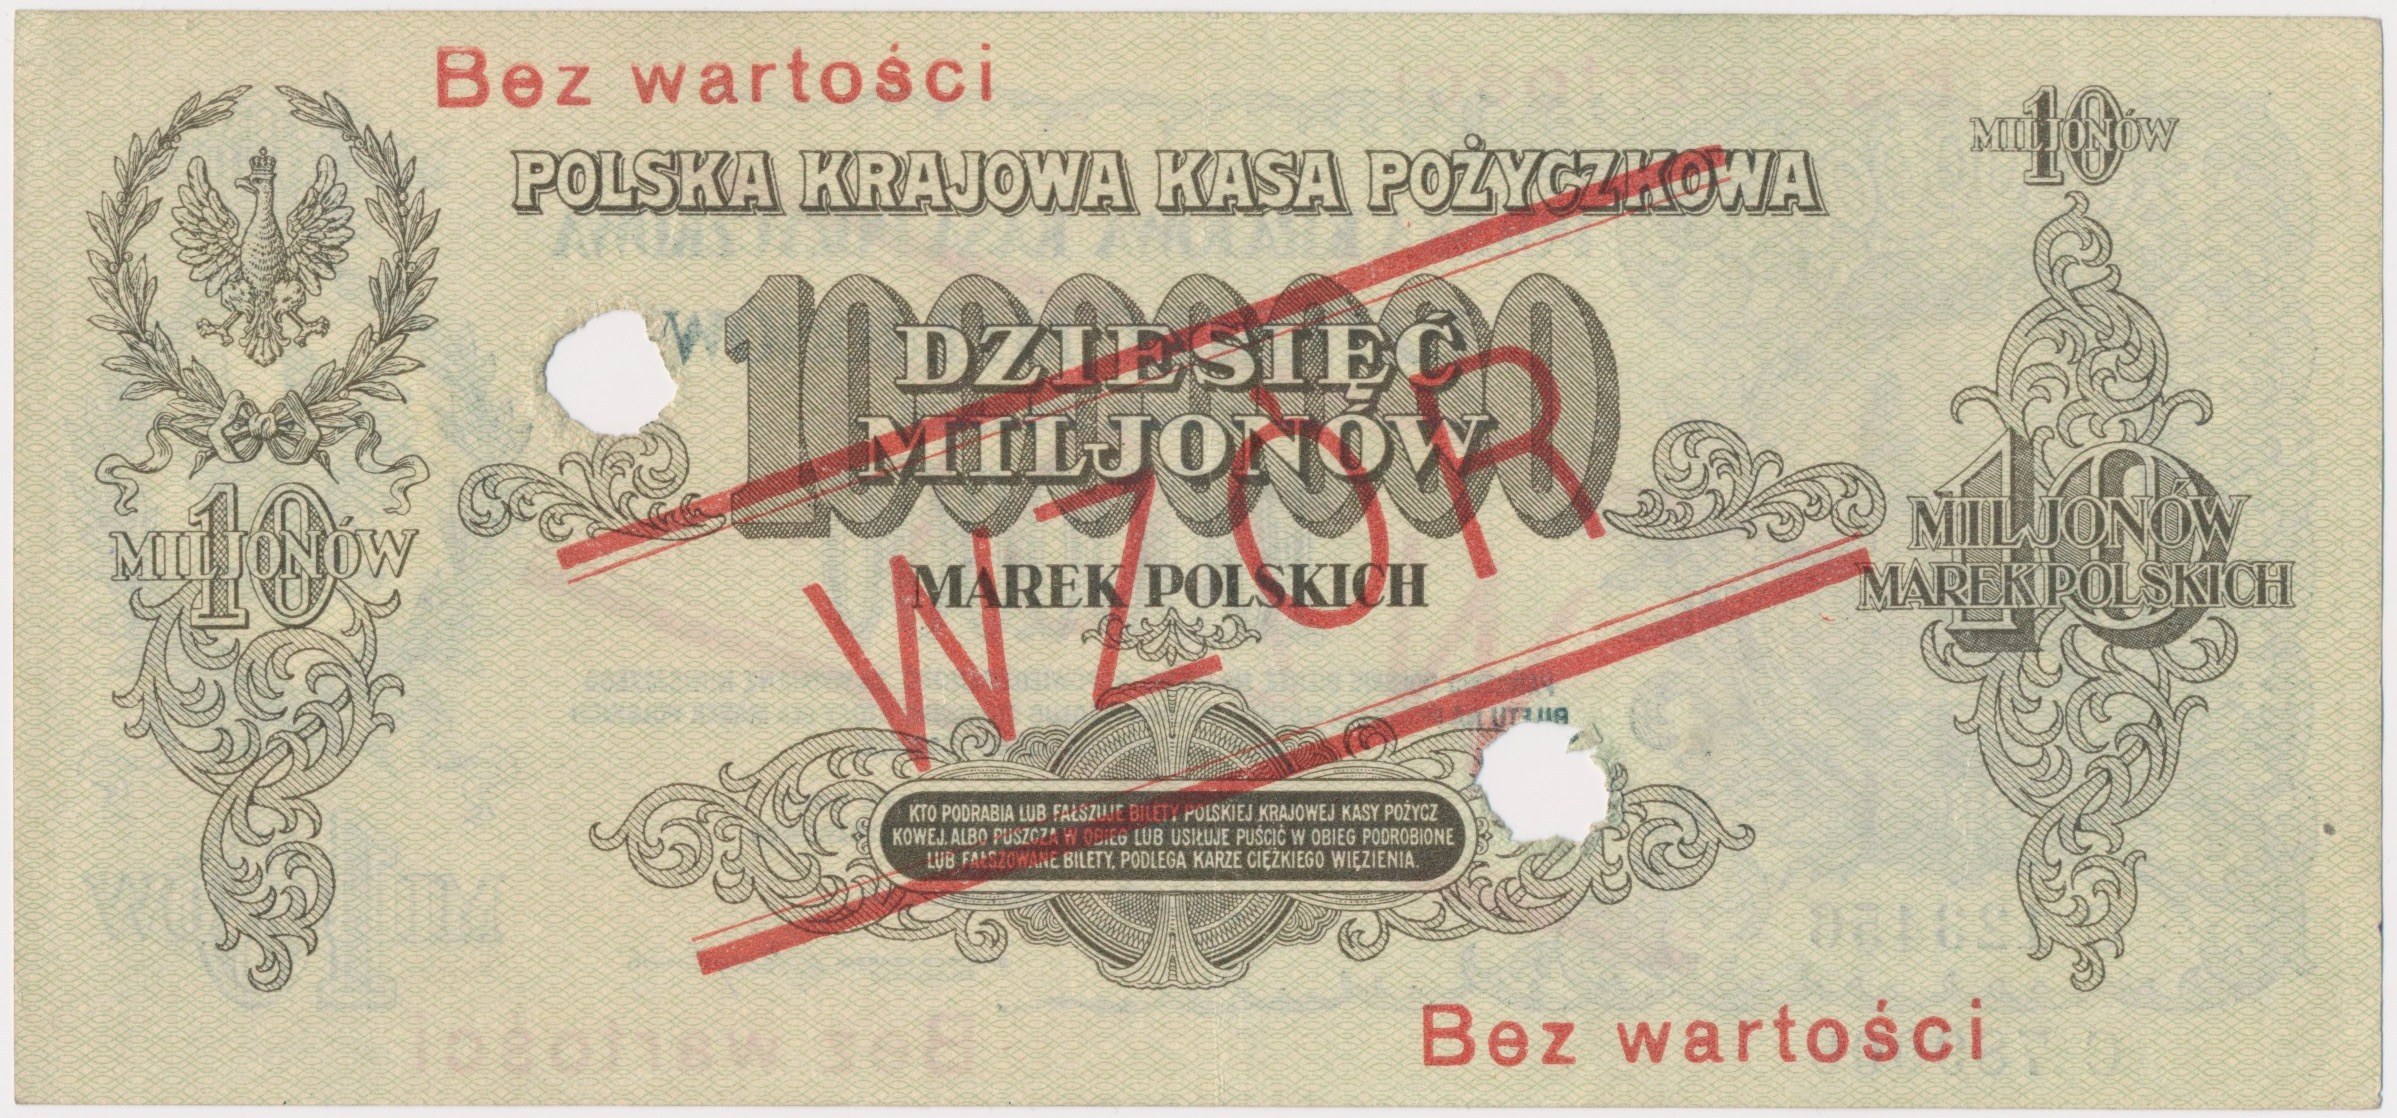 Bez wartości
POLSKA KRAJOWA KASA POŻYCZKOWA
10
MILJONÓW
10000000
DZIESIĘĆ
MILJONÓW
MAREK POLSKICH
WZÓR
10
MILJONÓW
10
MILJONÓW
MAREK POLSKICH
KTO PODRABIA LUB FAŁSZUJE BILETY POLSKIEJ KRAJOWEJ KASY POŻYCZ
KOWEJ, ALBO PUSZCZA W OBIEG LUB USIŁUJE PUŚCIĆ W OBIEG PODROBIONE
LUB FAŁSZOWANE BILETY, PODLEGA KARZE CIĘŻKIEGO WIĘZIENIA.
Bez wartości